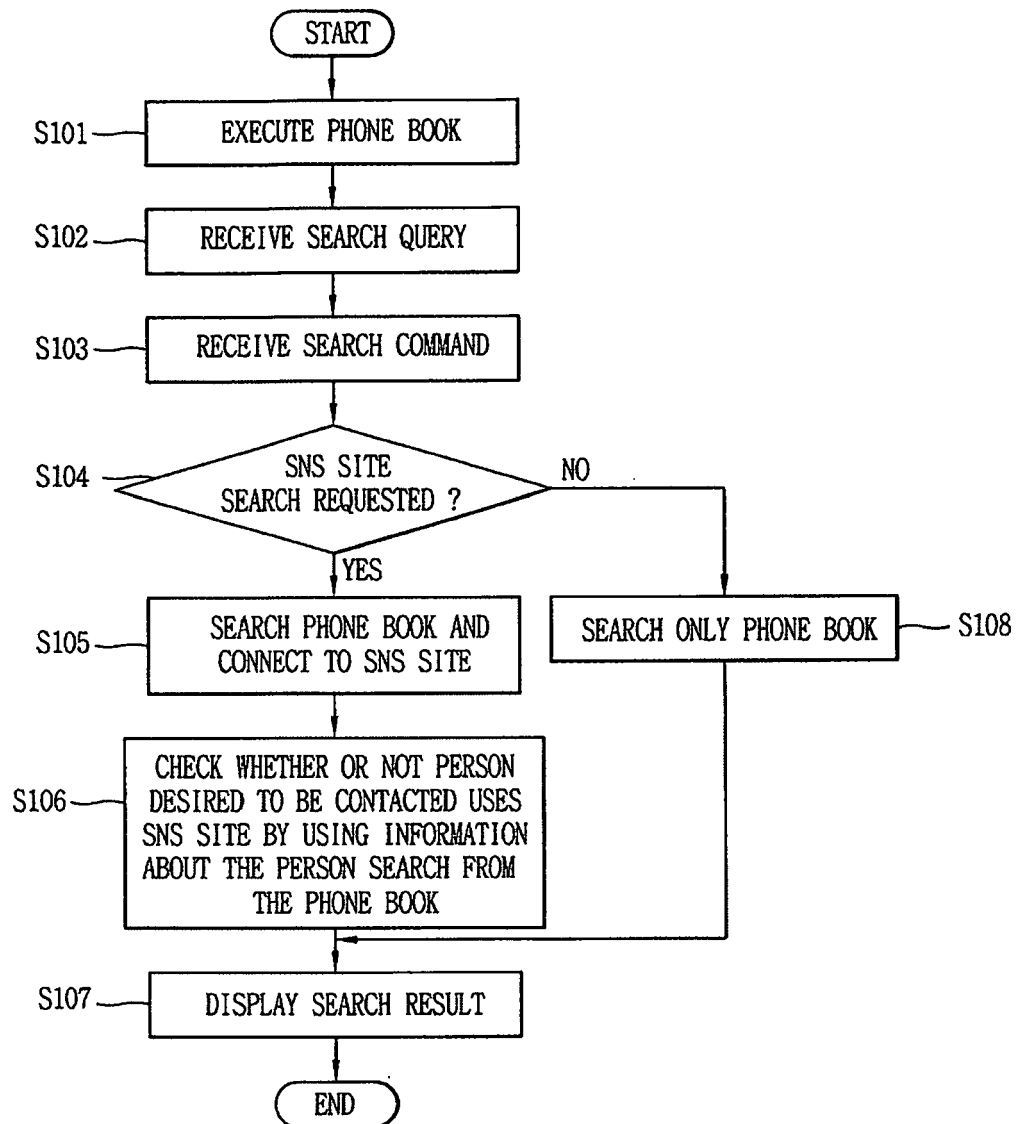 START
S101
EXECUTE PHONE BOOK
S102
RECEIVE SEARCH QUERY
S103
RECEIVE SEARCH COMMAND
S104
SNS SITE
SEARCH REQUESTED ?
NO
YES
S105
SEARCH PHONE BOOK AND
CONNECT TO SNS SITE
SEARCH ONLY PHONE BOOK
S108
S106
CHECK WHETHER OR NOT PERSON
DESIRED TO BE CONTACTED USES
SNS SITE BY USING INFORMATION
ABOUT THE PERSON SEARCH FROM
THE PHONE BOOK
S107
DISPLAY SEARCH RESULT
END